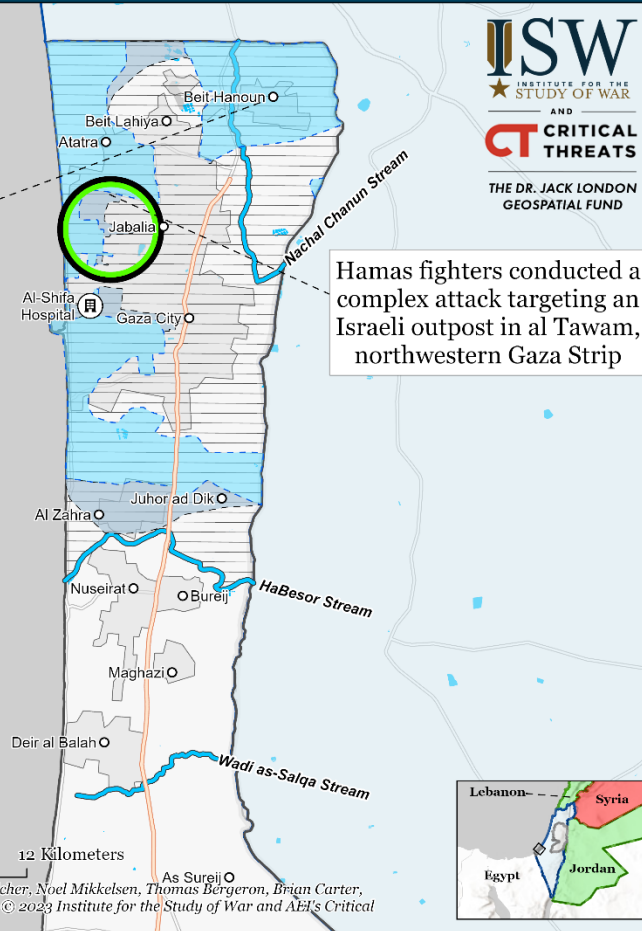 ISW
INSTITUTE FOR THE
STUDY OF WAR
AND
CT CRITICAL
THREATS
THE DR. JACK LONDON
GEOSPATIAL FUND
Beit Hanoun
Beit Lahiya
Atatra
Jabalia
Nachal Chanun Stream
Hamas fighters conducted a
complex attack targeting an
Israeli outpost in al Tawam,
northwestern Gaza Strip
Al-Shifa
Hospital
Gaza City
Juhor ad Dik
Al Zahra
Nuseirat
Bureij
HaBesor Stream
Maghazi
Deir al Balah
Wadi as-Salqa Stream
Lebanon
Syria
Egypt
Jordan
12 Kilometers
As Sureij
cher, Noel Mikkelsen, Thomas Bergeron, Brian Carter,
© 2023 Institute for the Study of War and AEI's Critical